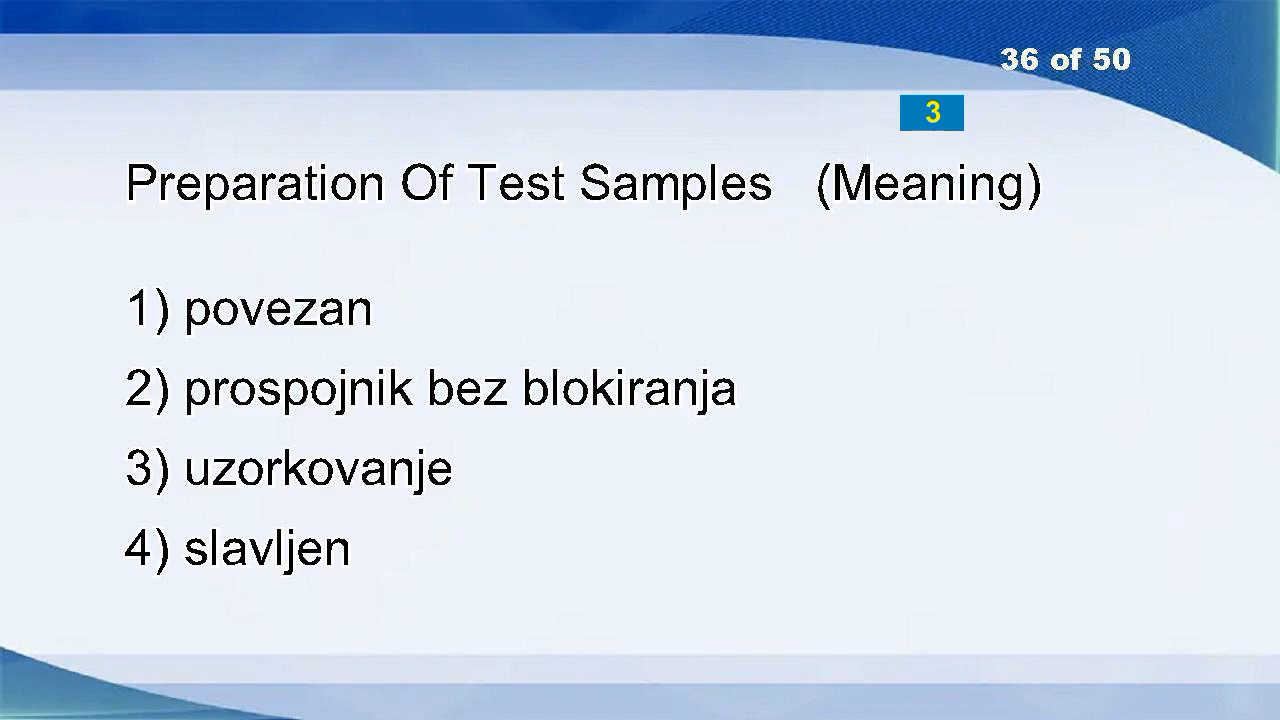 36 of 50
3
Preparation Of Test Samples (Meaning)
1) povezan
2) prospojnik bez blokiranja
3) uzorkovanje
4) slavljen